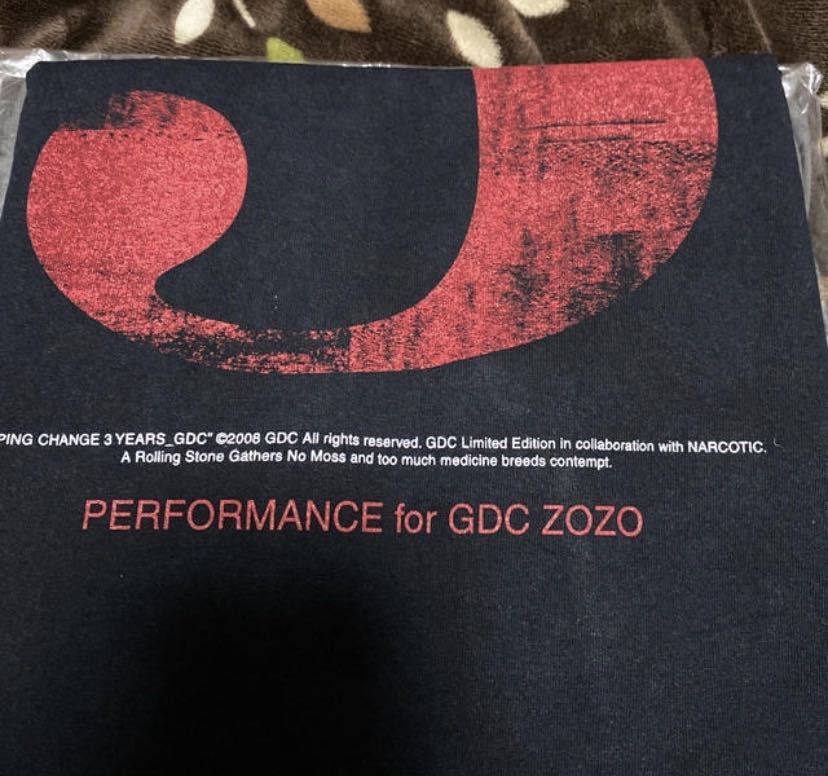 PING CHANGE 3 YEARS_GDC" ©2008 GDC All rights reserved. GDC Limited Edition in collaboration with NARCOTIC.
A Rolling Stone Gathers No Moss and too much medicine breeds contempt.
PERFORMANCE for GDC ZOZO